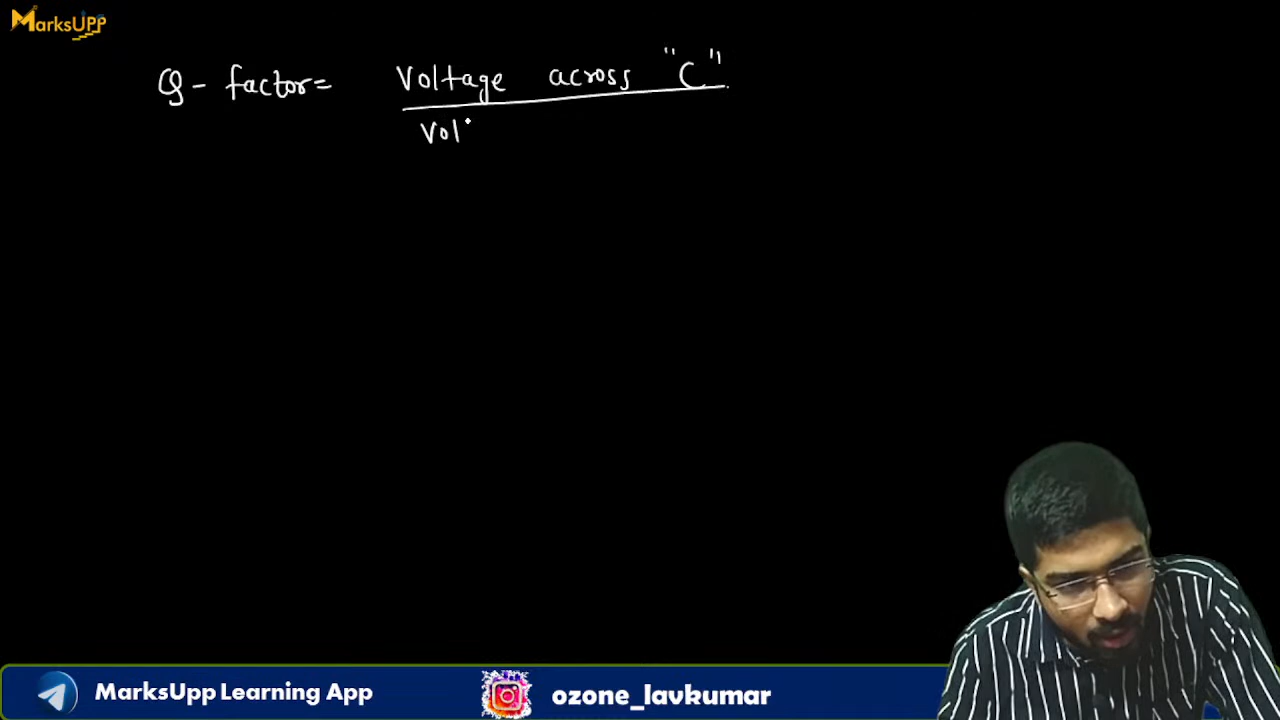 MarksUPP
Q - factor = Voltage across "C"
Vol
MarksUpp Learning App
ozone_lavkumar